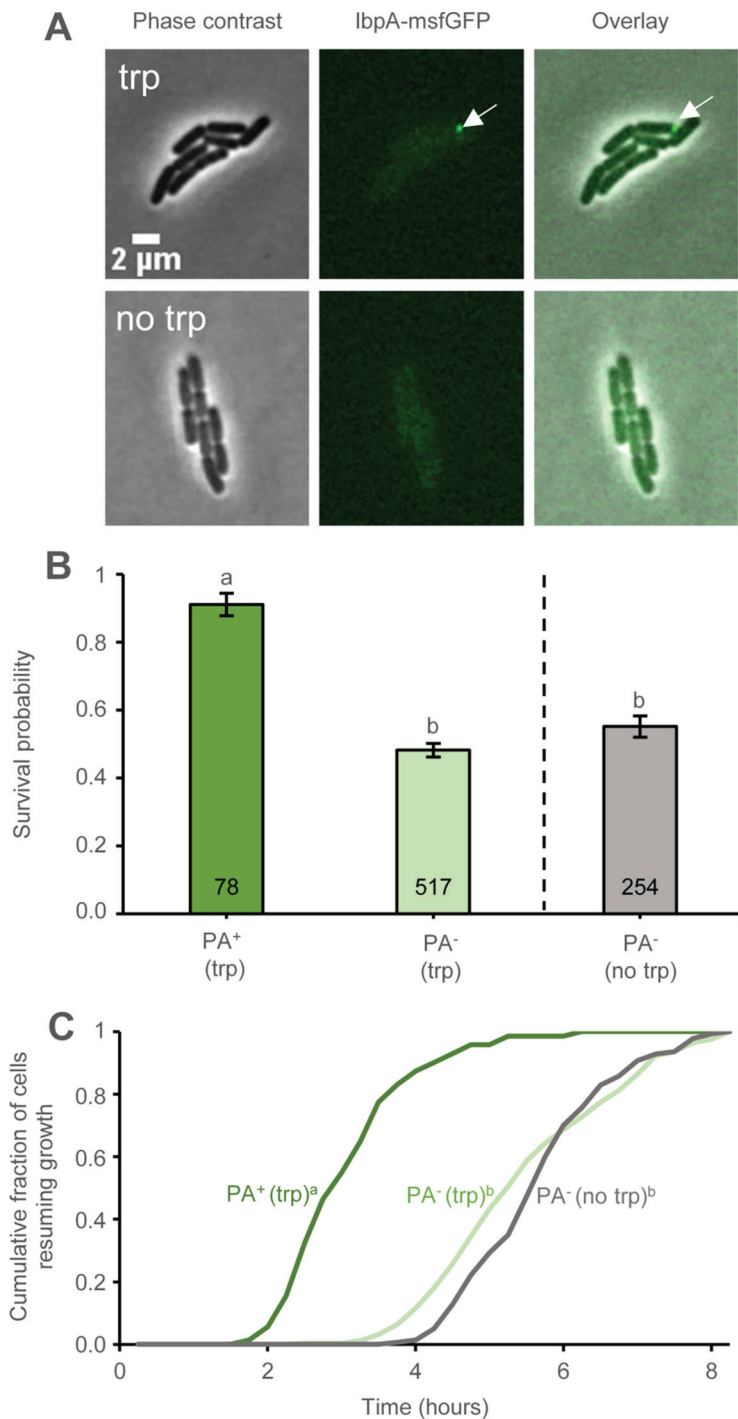 A
Phase contrast
IbpA-msfGFP
Overlay
trp
2 µm
no trp
B
Survival probability
1
0.8
0.6
0.4
0.2
0.0
a
b
b
78
517
254
PA⁺
(trp)
PA⁻
(trp)
PA⁻
(no trp)
C
Cumulative fraction of cells
resuming growth
1
0.8
0.6
0.4
0.2
0.0
PA⁺ (trp)ᵃ
PA⁻ (trp)ᵇ
PA⁻ (no trp)ᵇ
0
2
4
6
8
Time (hours)